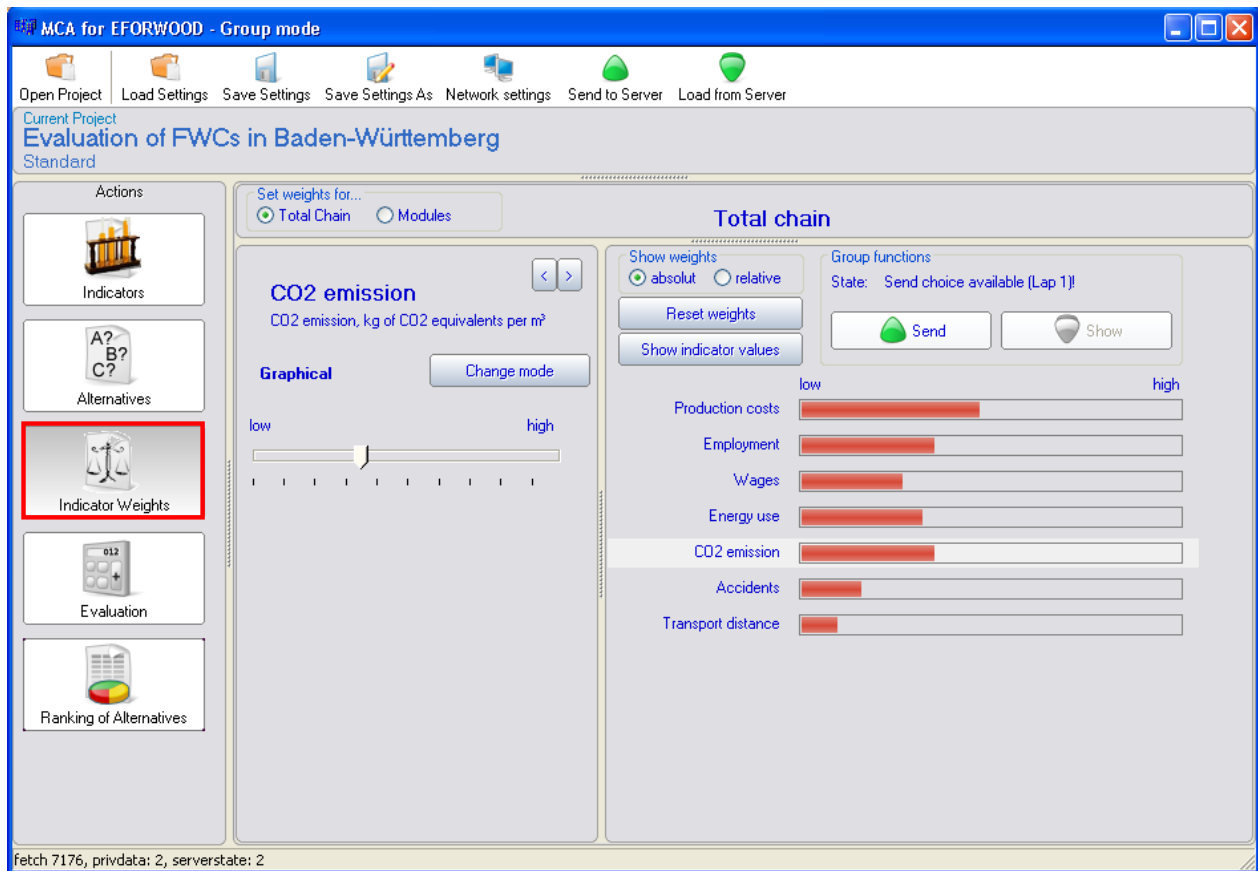 MCA for EFORWOOD - Group mode
Open Project Load Settings Save Settings Save Settings As Network settings Send to Server Load from Server
Current Project
Evaluation of FWCs in Baden-Württemberg
Standard
Actions
Indicators
A?
B?
C?
Alternatives
Indicator Weights
012
+
Evaluation
Ranking of Alternatives
Set weights for...
Total Chain Modules
Total chain
CO2 emission
< >
CO2 emission, kg of CO2 equivalents per m³
Graphical Change mode
low high
Show weights
absolut relative
Reset weights
Show indicator values
Group functions
State: Send choice available (Lap 1)!
Send Show
low high
Production costs
Employment
Wages
Energy use
CO2 emission
Accidents
Transport distance
fetch 7176, privdata: 2, serverstate: 2